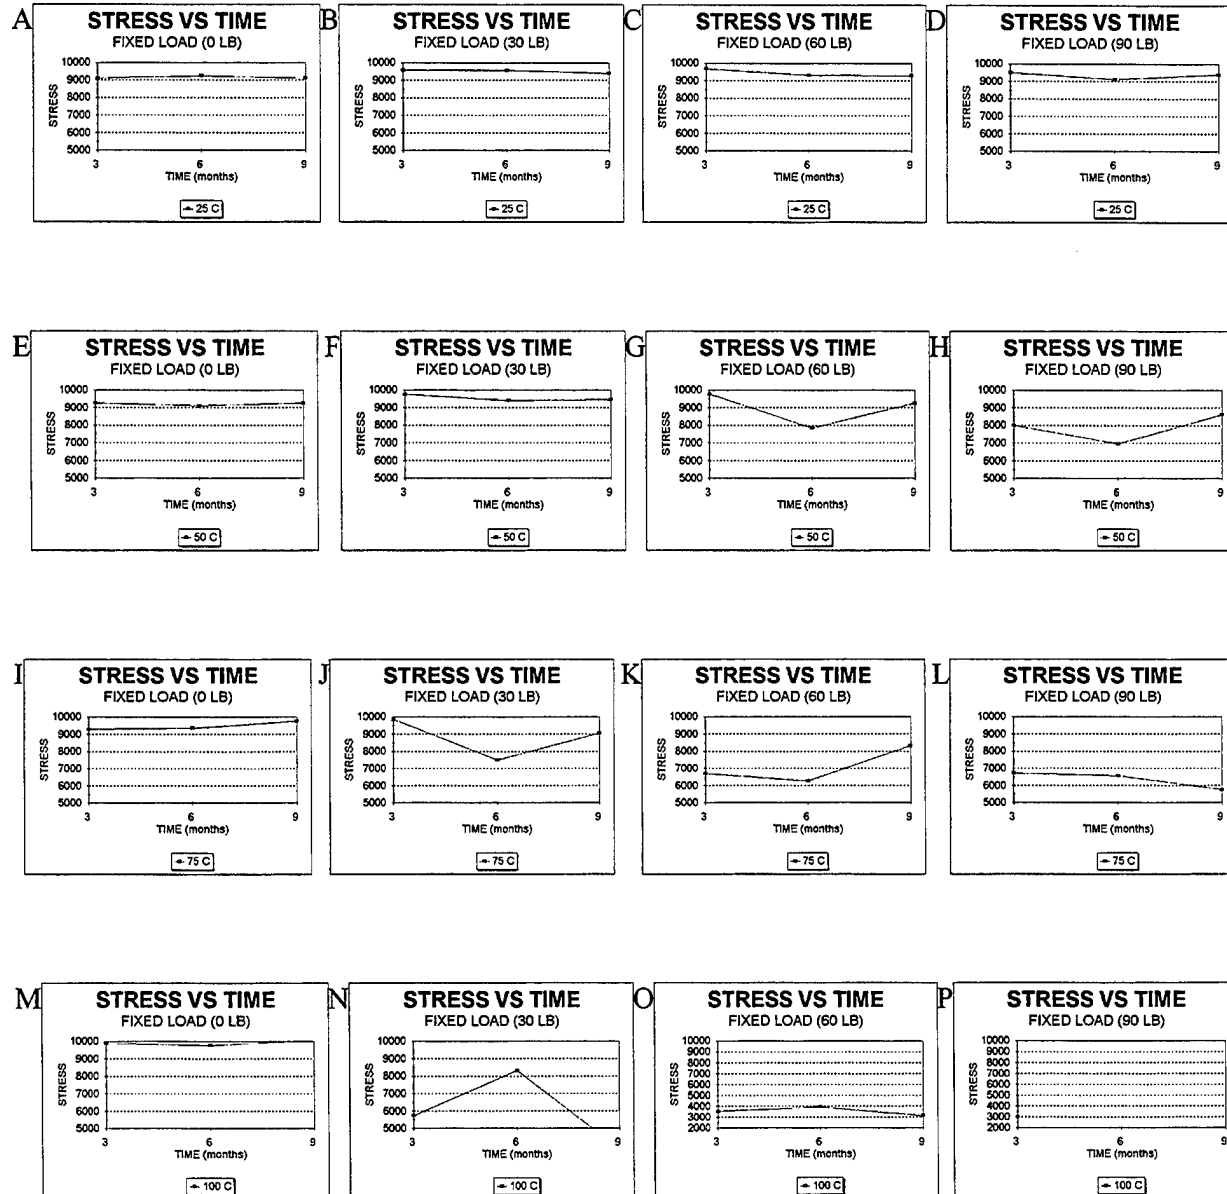 A
STRESS VS TIME
FIXED LOAD (0 LB)
10000
9000
8000
7000
6000
5000
STRESS
3 6 9
TIME (months)
25 C
B
STRESS VS TIME
FIXED LOAD (30 LB)
10000
9000
8000
7000
6000
5000
STRESS
3 6 9
TIME (months)
25 C
C
STRESS VS TIME
FIXED LOAD (60 LB)
10000
9000
8000
7000
6000
5000
STRESS
3 6 9
TIME (months)
25 C
D
STRESS VS TIME
FIXED LOAD (90 LB)
10000
9000
8000
7000
6000
5000
STRESS
3 6 9
TIME (months)
25 C
E
STRESS VS TIME
FIXED LOAD (0 LB)
10000
9000
8000
7000
6000
5000
STRESS
3 6 9
TIME (months)
50 C
F
STRESS VS TIME
FIXED LOAD (30 LB)
10000
9000
8000
7000
6000
5000
STRESS
3 6 9
TIME (months)
50 C
G
STRESS VS TIME
FIXED LOAD (60 LB)
10000
9000
8000
7000
6000
5000
STRESS
3 6 9
TIME (months)
50 C
H
STRESS VS TIME
FIXED LOAD (90 LB)
10000
9000
8000
7000
6000
5000
STRESS
3 6 9
TIME (months)
50 C
I
STRESS VS TIME
FIXED LOAD (0 LB)
10000
9000
8000
7000
6000
5000
STRESS
3 6 9
TIME (months)
75 C
J
STRESS VS TIME
FIXED LOAD (30 LB)
10000
9000
8000
7000
6000
5000
STRESS
3 6 9
TIME (months)
75 C
K
STRESS VS TIME
FIXED LOAD (60 LB)
10000
9000
8000
7000
6000
5000
STRESS
3 6 9
TIME (months)
75 C
L
STRESS VS TIME
FIXED LOAD (90 LB)
10000
9000
8000
7000
6000
5000
STRESS
3 6 9
TIME (months)
75 C
M
STRESS VS TIME
FIXED LOAD (0 LB)
10000
9000
8000
7000
6000
5000
STRESS
3 6 9
TIME (months)
100 C
N
STRESS VS TIME
FIXED LOAD (30 LB)
10000
9000
8000
7000
6000
5000
STRESS
3 6 9
TIME (months)
100 C
O
STRESS VS TIME
FIXED LOAD (60 LB)
10000
9000
8000
7000
6000
5000
4000
3000
2000
STRESS
3 6 9
TIME (months)
100 C
P
STRESS VS TIME
FIXED LOAD (90 LB)
10000
9000
8000
7000
6000
5000
4000
3000
2000
STRESS
3 6 9
TIME (months)
100 C